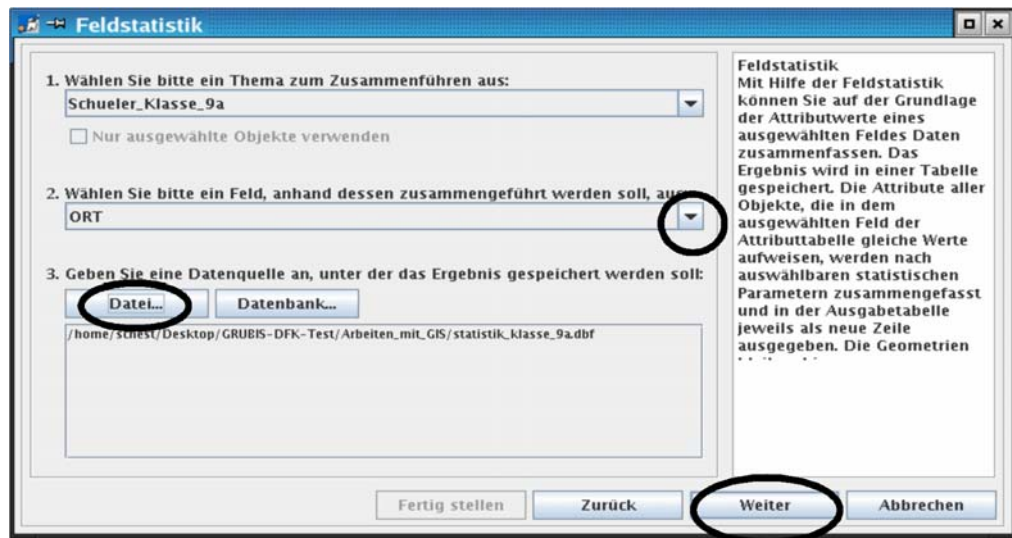 Feldstatistik
1. Wählen Sie bitte ein Thema zum Zusammenführen aus:
Schueler_Klasse_9a
Nur ausgewählte Objekte verwenden
2. Wählen Sie bitte ein Feld, anhand dessen zusammengeführt werden soll, aus:
ORT
3. Geben Sie eine Datenquelle an, unter der das Ergebnis gespeichert werden soll:
Datei... Datenbank...
/home/schest/Desktop/GRUBIS-DFK-Test/Arbeiten_mit_GIS/statistik_klasse_9a.dbf
Feldstatistik
Mit Hilfe der Feldstatistik
können Sie auf der Grundlage
der Attributwerte eines
ausgewählten Feldes Daten
zusammenfassen. Das
Ergebnis wird in einer Tabelle
gespeichert. Die Attribute aller
Objekte, die in dem
ausgewählten Feld der
Attributtabelle gleiche Werte
aufweisen, werden nach
auswählbaren statistischen
Parametern zusammengefasst
und in der Ausgabetabelle
jeweils als neue Zeile
ausgegeben. Die Geometrien
Fertig stellen Zurück Weiter Abbrechen